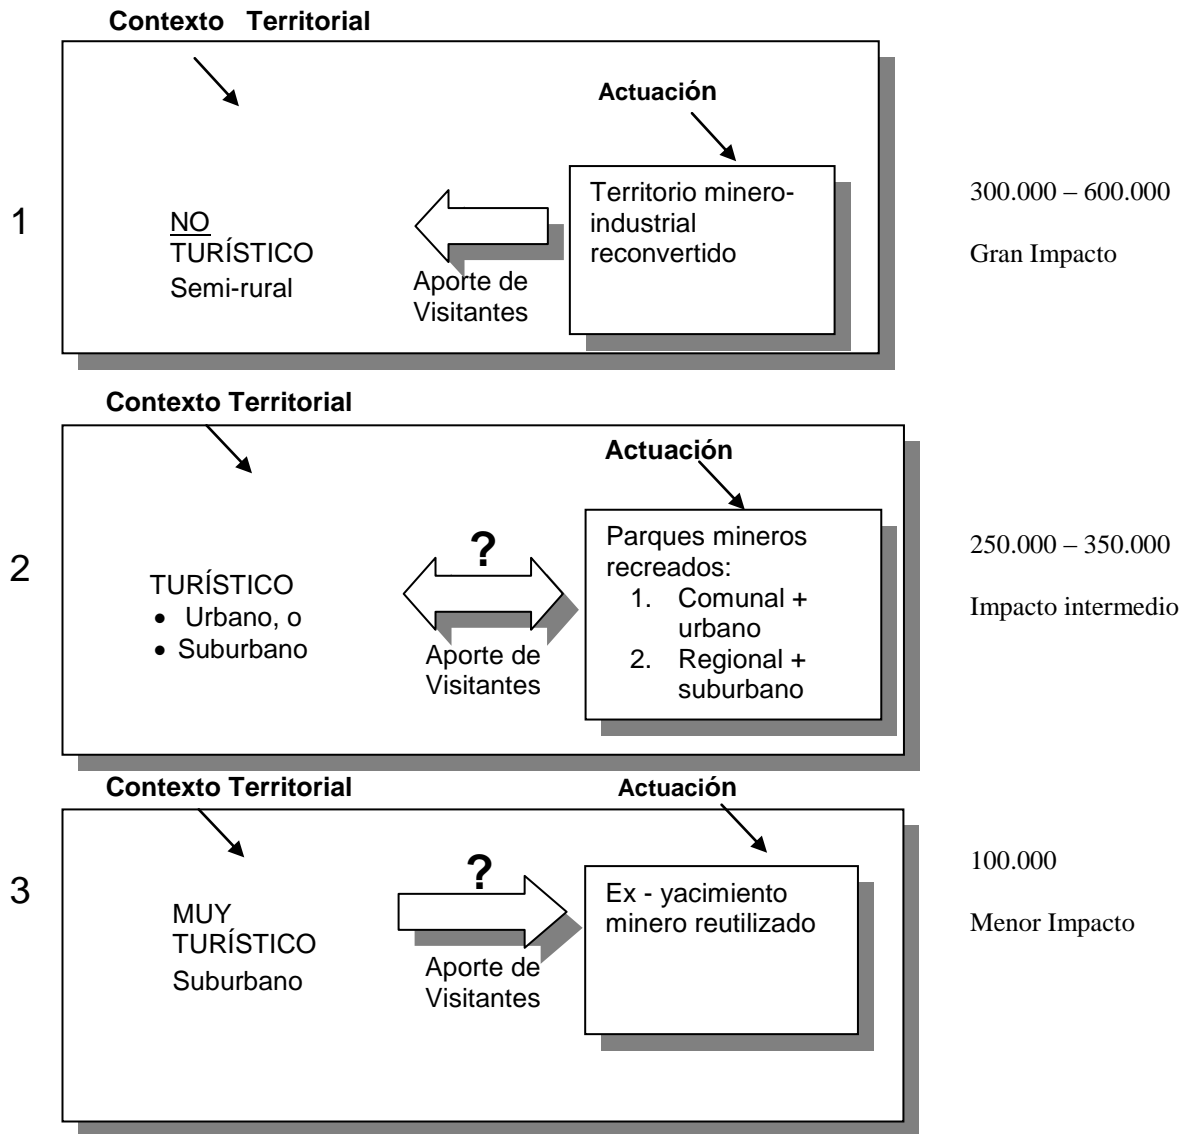 Contexto Territorial
Actuación
1
NO
TURÍSTICO
Semi-rural
Aporte de
Visitantes
Territorio minero-
industrial
reconvertido
300.000 – 600.000
Gran Impacto
Contexto Territorial
Actuación
2
TURÍSTICO
• Urbano, o
• Suburbano
?
Aporte de
Visitantes
Parques mineros
recreados:
1. Comunal +
urbano
2. Regional +
suburbano
250.000 – 350.000
Impacto intermedio
Contexto Territorial
Actuación
3
MUY
TURÍSTICO
Suburbano
?
Aporte de
Visitantes
Ex - yacimiento
minero reutilizado
100.000
Menor Impacto